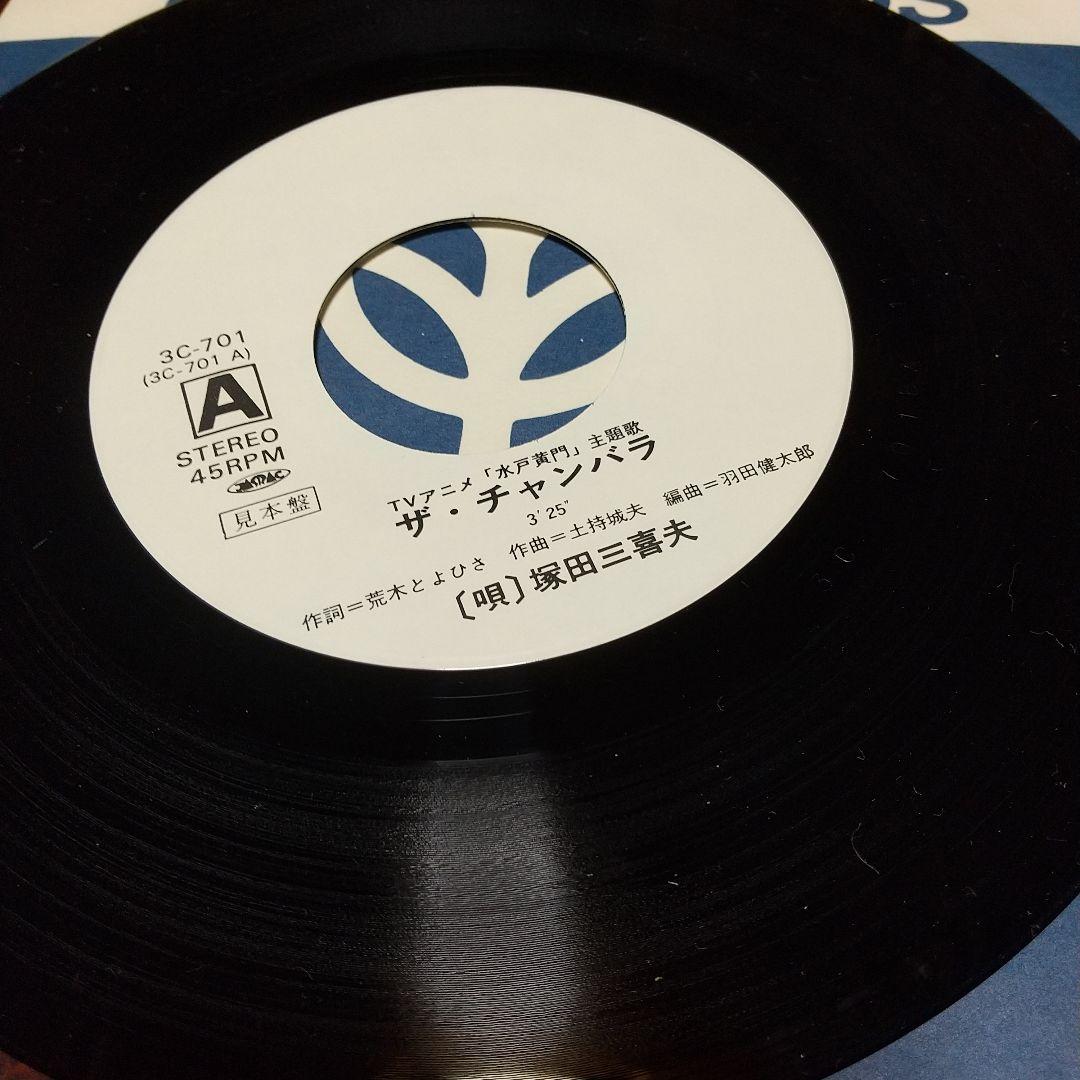 3C-701
(3C-701 A)
A
STEREO
45RPM
JASRAC
見本盤
TVアニメ「水戸黄門」主題歌
ザ・チャンバラ
3'25"
作詞=荒木とよひさ 作曲=土持城夫 編曲=羽田健太郎
〔唄〕塚田三喜夫